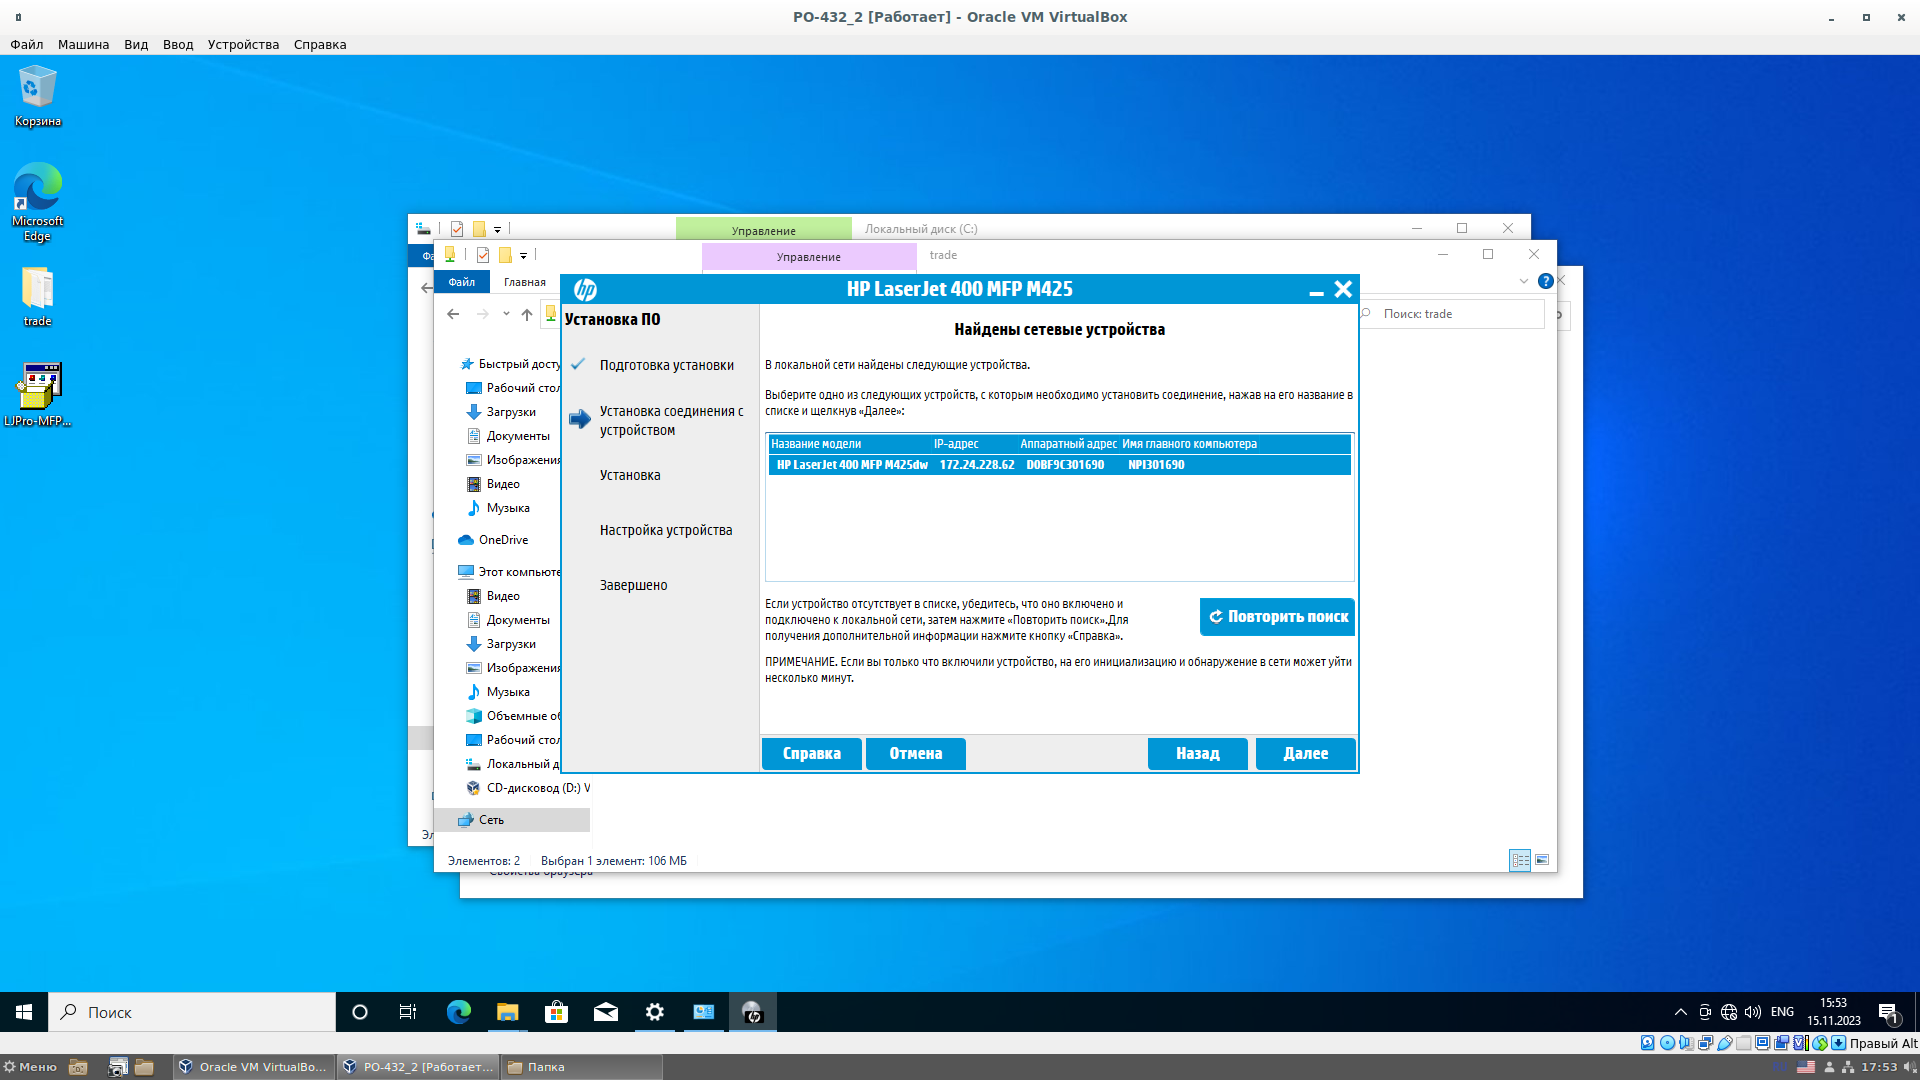 PO-432_2 [Работает] - Oracle VM VirtualBox
Файл Машина Вид Ввод Устройства Справка
Корзина
Microsoft
Edge
trade
LJPro-MFP...
Управление Локальный диск (C:)
Управление trade
Файл Главная
Поиск: trade
Быстрый досту
Рабочий стол
Загрузки
Документы
Изображения
Видео
Музыка
OneDrive
Этот компьюте
Видео
Документы
Загрузки
Изображения
Музыка
Объемные об
Рабочий стол
Локальный д
CD-дисковод (D:) V
Сеть
Элементов: 2 Выбран 1 элемент: 106 МБ
Свойства браузера
HP LaserJet 400 MFP M425
Установка ПО
Подготовка установки
Установка соединения с
устройством
Установка
Настройка устройства
Завершено
Найдены сетевые устройства
В локальной сети найдены следующие устройства.
Выберите одно из следующих устройств, с которым необходимо установить соединение, нажав на его название в
списке и щелкнув «Далее»:
Название модели IP-адрес Аппаратный адрес Имя главного компьютера
HP LaserJet 400 MFP M425dw 172.24.228.62 D0BF9C301690 NPI301690
Если устройство отсутствует в списке, убедитесь, что оно включено и
подключено к локальной сети, затем нажмите «Повторить поиск».Для
получения дополнительной информации нажмите кнопку «Справка».
Повторить поиск
ПРИМЕЧАНИЕ. Если вы только что включили устройство, на его инициализацию и обнаружение в сети может уйти
несколько минут.
Справка Отмена Назад Далее
Поиск
ENG
15:53
15.11.2023
1
Правый Alt
Меню
Oracle VM VirtualBo...
PO-432_2 [Работает...
Папка
17:53